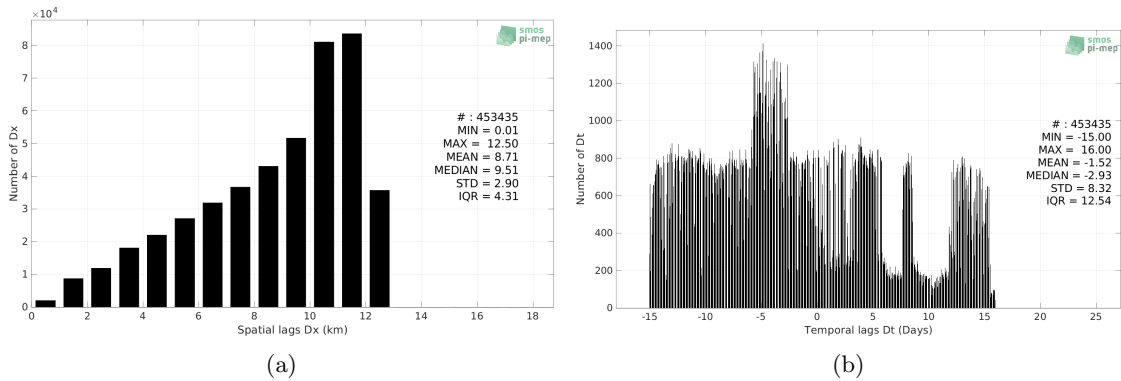 ×10⁴
9
8
7
6
5
4
3
2
1
0
Number of Dx
0 2 4 6 8 10 12 14 16 18
Spatial lags Dx (km)
smos
pi-mep
# : 453435
MIN = 0.01
MAX = 12.50
MEAN = 8.71
MEDIAN = 9.51
STD = 2.90
IQR = 4.31
(a)
1400
1200
1000
800
600
400
200
0
Number of Dt
-15 -10 -5 0 5 10 15 20 25
Temporal lags Dt (Days)
smos
pi-mep
# : 453435
MIN = -15.00
MAX = 16.00
MEAN = -1.52
MEDIAN = -2.93
STD = 8.32
IQR = 12.54
(b)